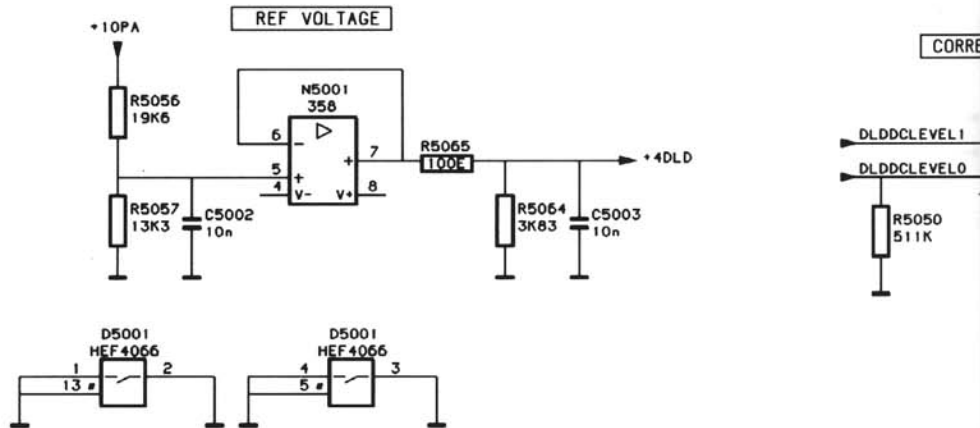 REF VOLTAGE
+10PA
CORRE
R5056
19K6
N5001
358
6
-
+
7
5
+
4
V-
V+
8
R5065
100E
+4DLD
DLDDCLEVEL1
DLDDCLEVEL0
R5057
13K3
C5002
10n
R5064
3K83
C5003
10n
R5050
511K
D5001
HEF4066
1
2
13 #
D5001
HEF4066
4
3
5 #